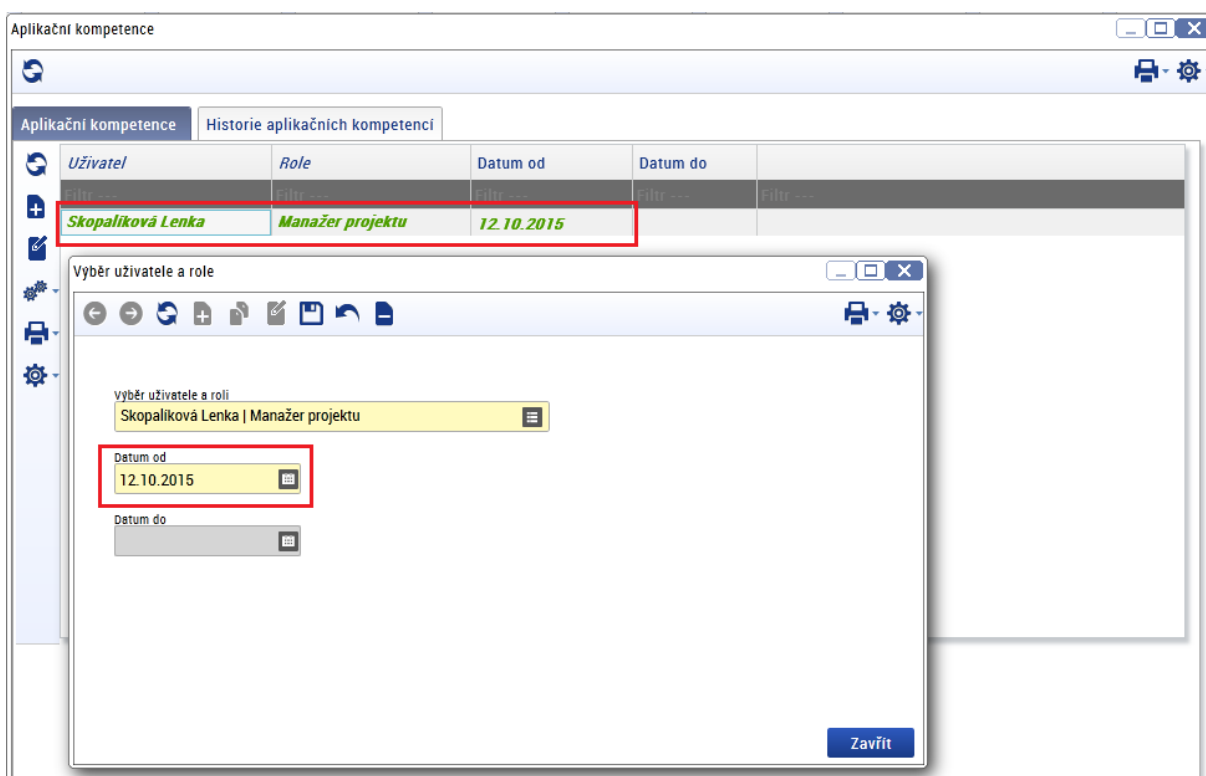 Aplikační kompetence
Aplikační kompetence Historie aplikačních kompetencí
Uživatel Role Datum od Datum do
Filtr --- Filtr --- Filtr --- Filtr --- Filtr ---
Skopalíková Lenka Manažer projektu 12.10.2015
Výběr uživatele a role
Výběr uživatele a roli
Skopalíková Lenka | Manažer projektu
Datum od
12.10.2015
Datum do
Zavřít